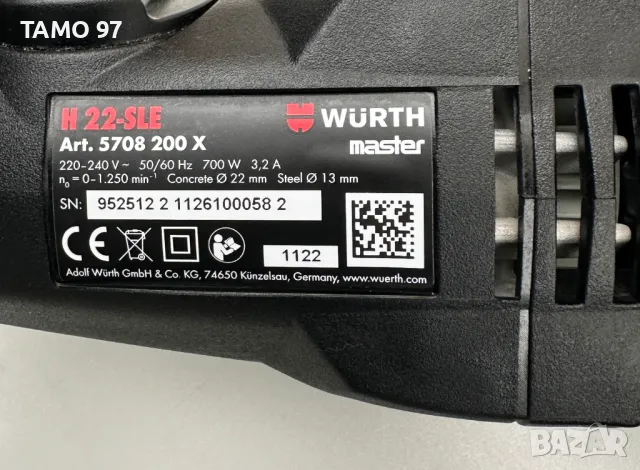 TAMO 97
H 22-SLE
WÜRTH
master
Art. 5708 200 X
220-240 V ~ 50/60 Hz 700 W 3,2 A
n₀ = 0-1.250 min⁻¹ Concrete Ø 22 mm Steel Ø 13 mm
SN: 952512 2 1126100058 2
CE
1122
Adolf Würth GmbH & Co. KG, 74650 Künzelsau, Germany, www.wuerth.com
BAZAR